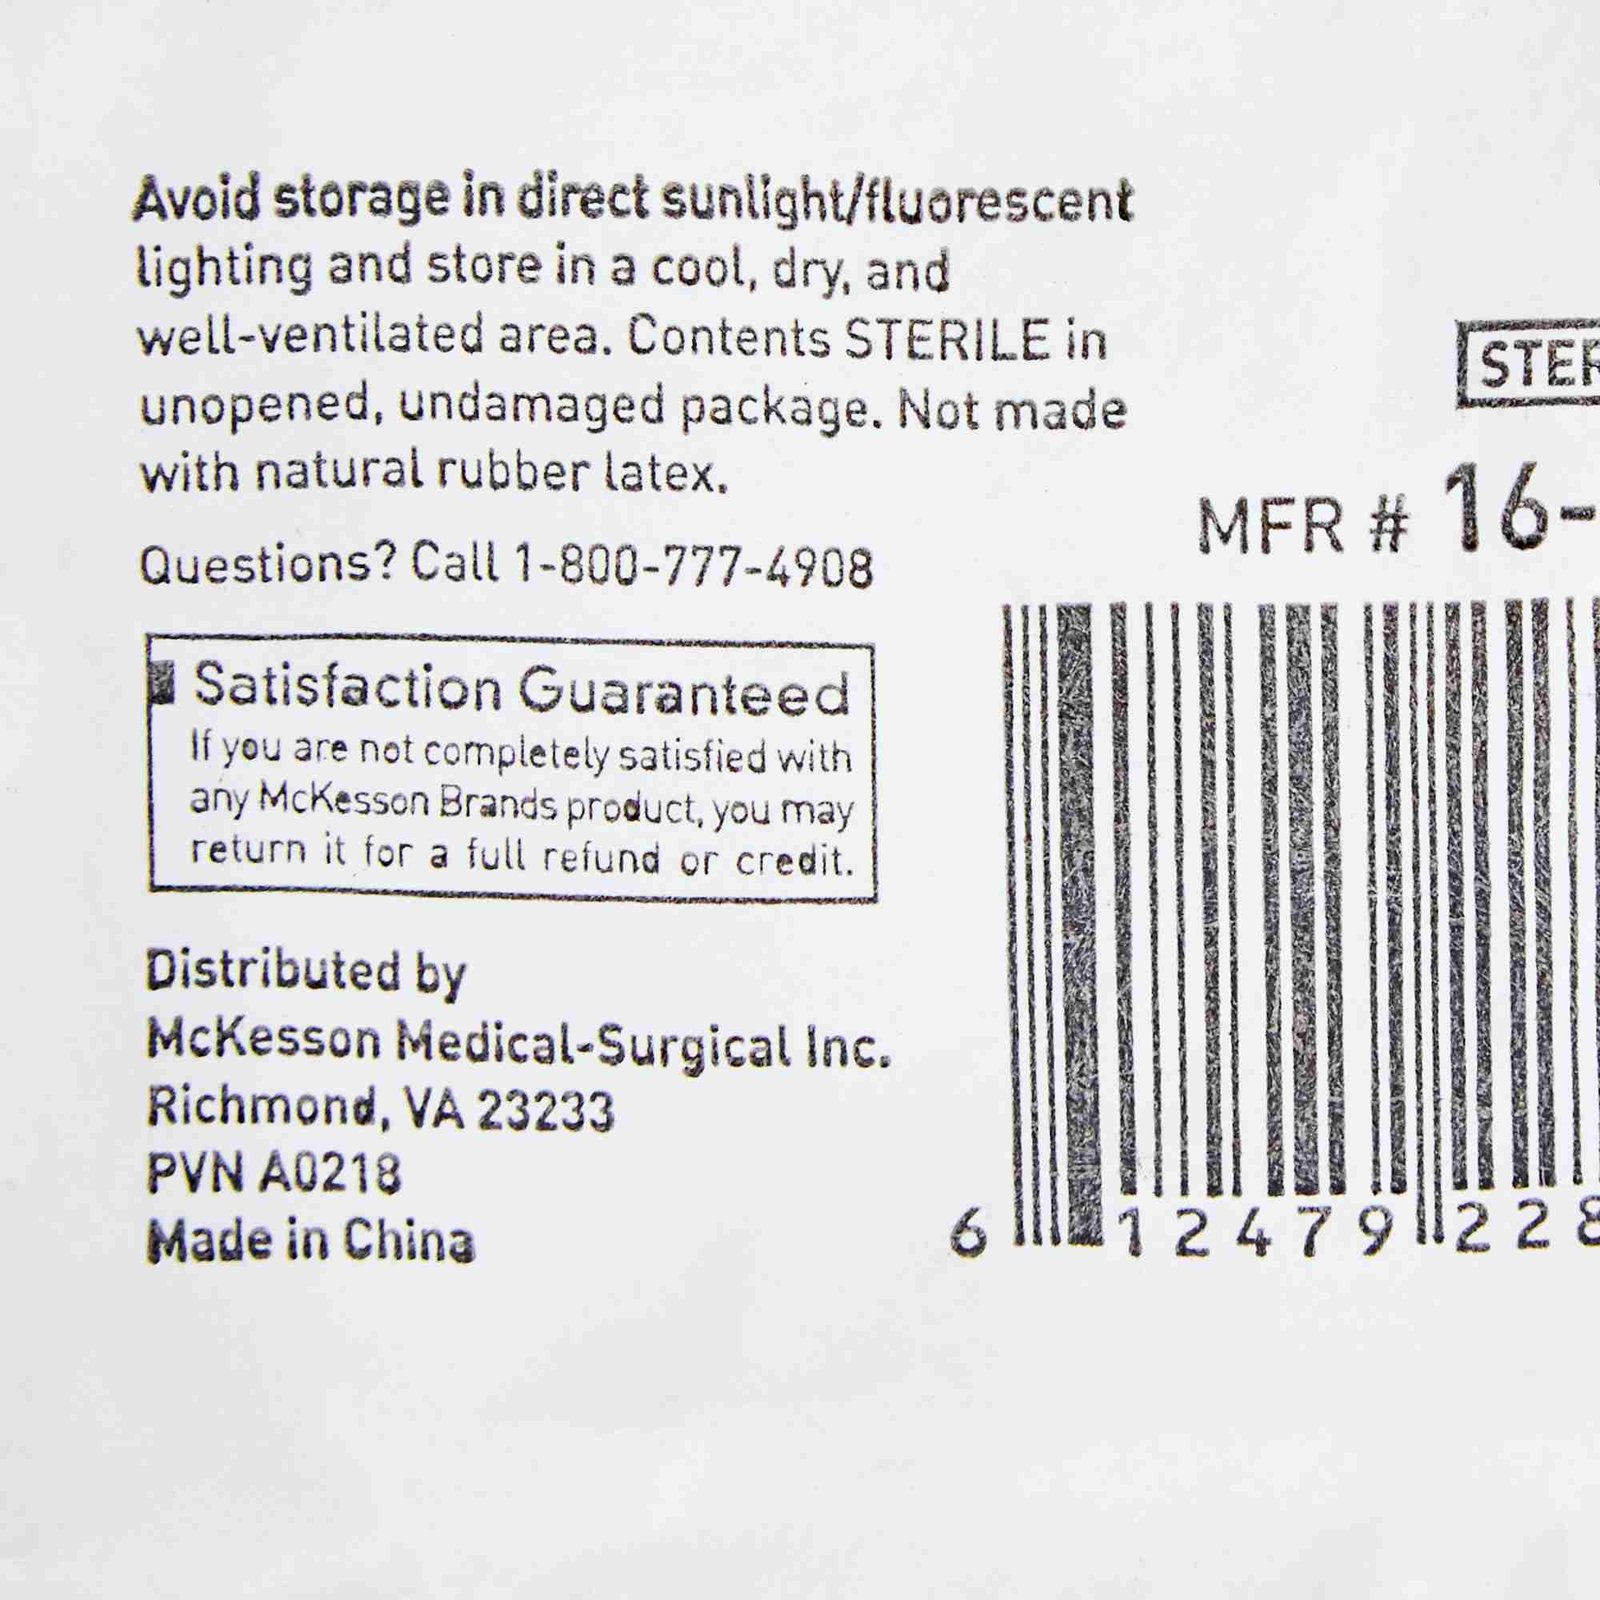 Avoid storage in direct sunlight/fluorescent
lighting and store in a cool, dry, and
well-ventilated area. Contents STERILE in
unopened, undamaged package. Not made
with natural rubber latex.
Questions? Call 1-800-777-4908
Satisfaction Guaranteed
If you are not completely satisfied with
any McKesson Brands product, you may
return it for a full refund or credit.
Distributed by
McKesson Medical-Surgical Inc.
Richmond, VA 23233
PVN A0218
Made in China
STER
MFR # 16-
6 12479 228